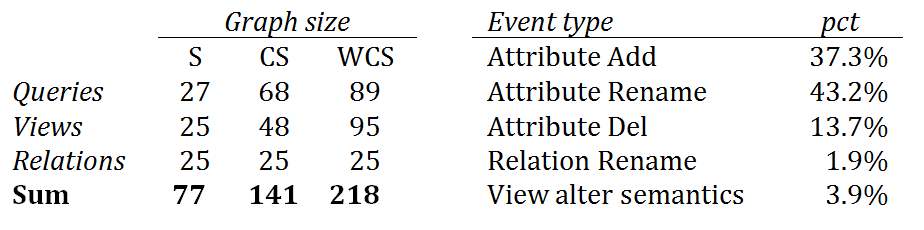 Graph size
S CS WCS
Queries 27 68 89
Views 25 48 95
Relations 25 25 25
Sum 77 141 218
Event type pct
Attribute Add 37.3%
Attribute Rename 43.2%
Attribute Del 13.7%
Relation Rename 1.9%
View alter semantics 3.9%